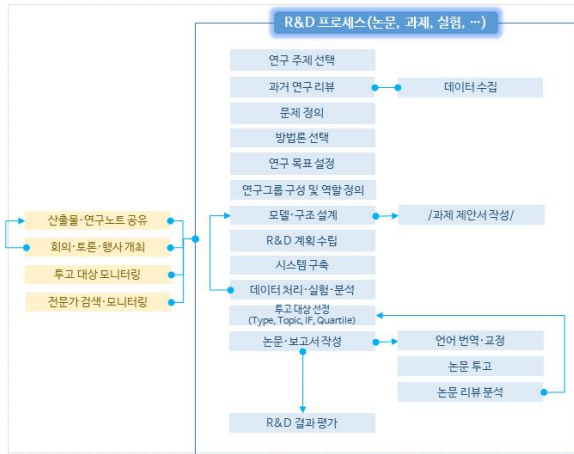 R&D 프로세스(논문, 과제, 실험, …)
연구 주제 선택
과거 연구 리뷰
데이터 수집
문제 정의
방법론 선택
연구 목표 설정
연구그룹 구성 및 역할 정의
산출물·연구노트 공유
모델·구조 설계
/과제 제안서 작성/
회의·토론·행사 개최
R&D 계획 수립
투고 대상 모니터링
시스템 구축
전문가 검색·모니터링
데이터 처리·실험·분석
투고 대상 선정
(Type, Topic, IF, Quartile)
논문·보고서 작성
언어 번역·교정
논문 투고
논문 리뷰 분석
R&D 결과 평가